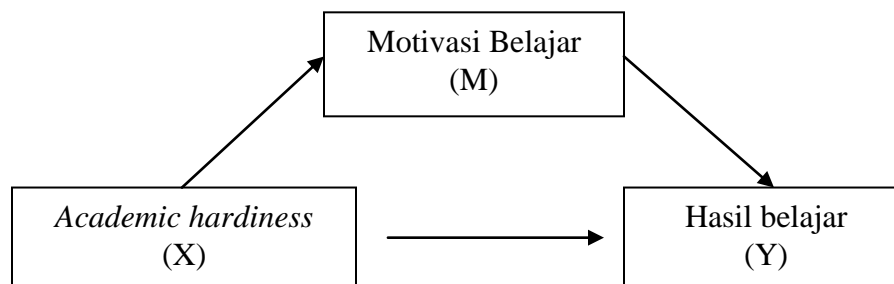 Motivasi Belajar
(M)
Academic hardiness
(X)
Hasil belajar
(Y)